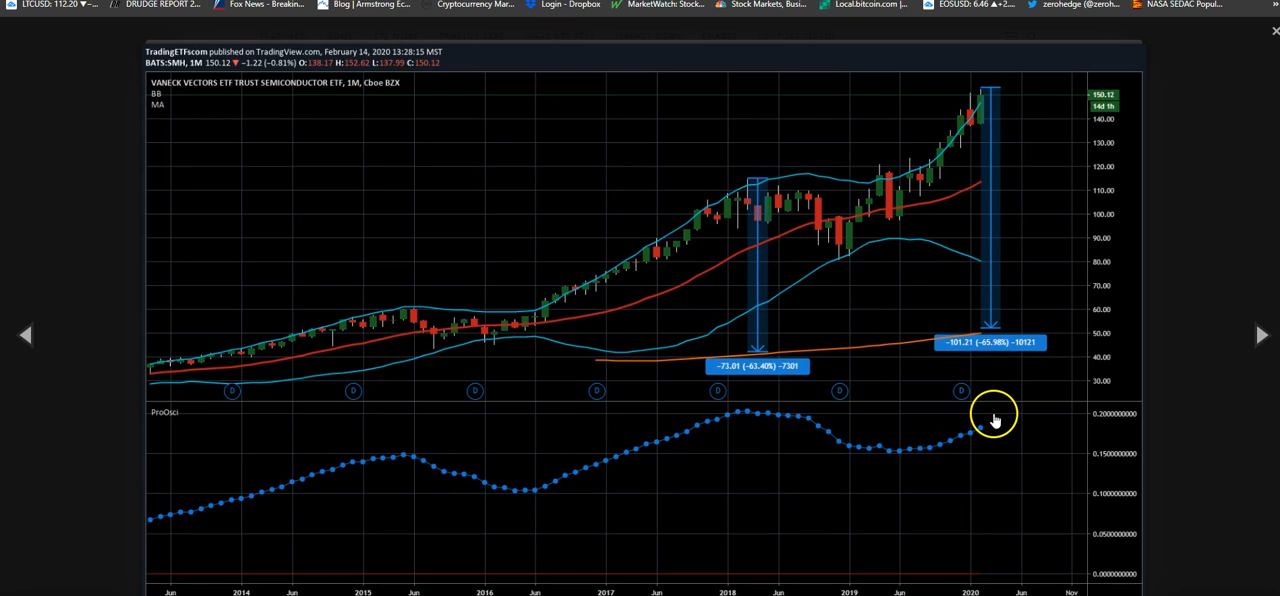 LTCUSD: 112.20 ▼−... DRUDGE REPORT 2... Fox News - Breakin... Blog | Armstrong Ec... Cryptocurrency Mar... Login - Dropbox MarketWatch: Stock... Stock Markets, Busi... Local.bitcoin.com |... EOSUSD: 6.46 ▲+2.... zerohedge (@zeroh... NASA SEDAC Popul... »
TradingETFscom published on TradingView.com, February 14, 2020 13:28:15 MST
BATS:SMH, 1M 150.12 ▼ −1.22 (−0.81%) O:138.17 H:152.62 L:137.99 C:150.12
VANECK VECTORS ETF TRUST SEMICONDUCTOR ETF, 1M, Cboe BZX
BB
MA
150.12
14d 1h
140.00
130.00
120.00
110.00
100.00
90.00
80.00
70.00
60.00
50.00
40.00
30.00
−101.21 (−65.98%) −10121
−73.01 (−63.40%) −7301
D D D D D D D
ProOsci
0.2000000000
0.1500000000
0.1000000000
0.0500000000
0.0000000000
Jun 2014 Jun 2015 Jun 2016 Jun 2017 Jun 2018 Jun 2019 Jun 2020 Jun Nov